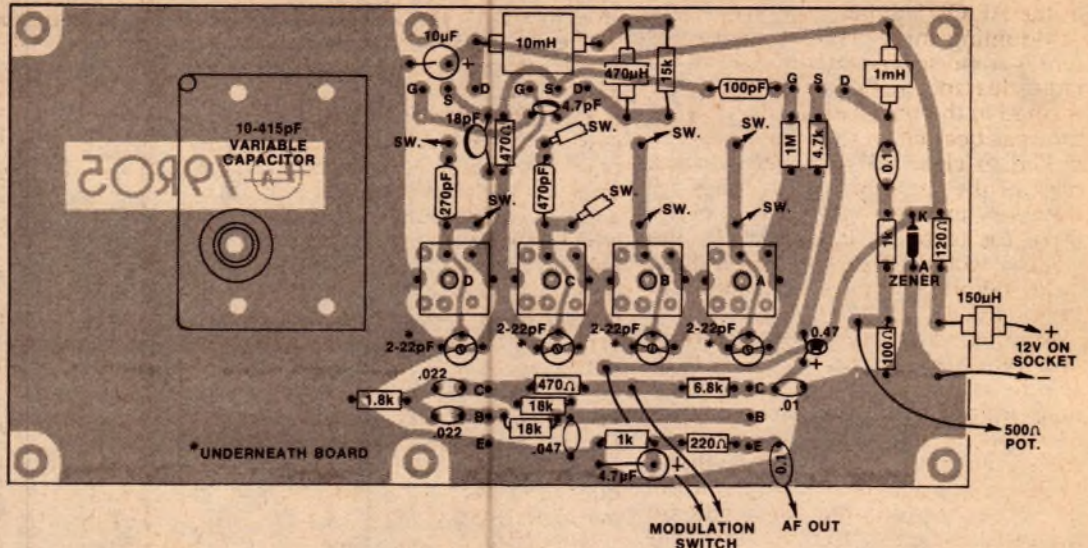 10µF
10mH
470µH
15k
1mH
G S D
G S D
4.7pF
100pF
G S D
18pF
470Ω
SW.
SW.
SW.
SW.
1M
4.7k
10-415pF
VARIABLE
CAPACITOR
79RO5
270pF
470pF
SW.
SW.
SW.
SW.
0.1
1k
K
A
ZENER
120Ω
D
C
B
A
150µH
+
12V ON
SOCKET
-
2-22pF
2-22pF
2-22pF
2-22pF
0.47
+
100Ω
.022
C
470Ω
6.8k
C
.01
1.8k
18k
.022
B
18k
B
500Ω
POT.
E
.047
1k
220Ω
E
0.1
*UNDERNEATH BOARD
4.7µF
+
MODULATION
SWITCH
AF OUT